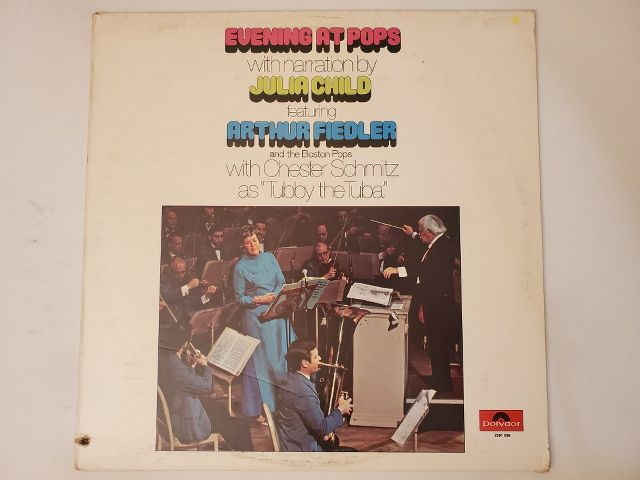 EVENING AT POPS
with narration by
JULIA CHILD
featuring
ARTHUR FIEDLER
and the Boston Pops
with Chester Schmitz
as "Tubby the Tuba."
Polydor